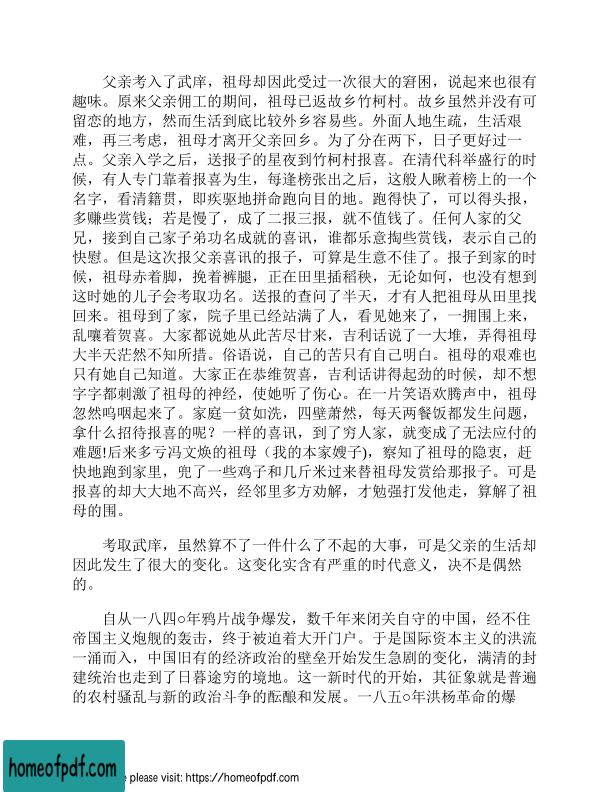 父亲考入了武庠，祖母却因此受过一次很大的窘困，说起来也很有
趣味。原来父亲佣工的期间，祖母已返故乡竹柯村。故乡虽然并没有可
留恋的地方，然而生活到底比较外乡容易些。外面人地生疏，生活艰
难，再三考虑，祖母才离开父亲回乡。为了分在两下，日子更好过一
点。父亲入学之后，送报子的星夜到竹柯村报喜。在清代科举盛行的时
候，有人专门靠着报喜为生，每逢榜张出之后，这般人瞅着榜上的一个
名字，看清籍贯，即疾驱地拼命跑向目的地。跑得快了，可以得头报，
多赚些赏钱；若是慢了，成了二报三报，就不值钱了。任何人家的父
兄，接到自己家子弟功名成就的喜讯，谁都乐意掏些赏钱，表示自己的
快慰。但是这次报父亲喜讯的报子，可算是生意不佳了。报子到家的时
候，祖母赤着脚，挽着裤腿，正在田里插稻秧，无论如何，也没有想到
这时她的儿子会考取功名。送报的查问了半天，才有人把祖母从田里找
回来。祖母到了家，院子里已经站满了人，看见她来了，一拥围上来，
乱嚷着贺喜。大家都说她从此苦尽甘来，吉利话说了一大堆，弄得祖母
大半天茫然不知所措。俗语说，自己的苦只有自己明白。祖母的艰难也
只有她自己知道。大家正在恭维贺喜，吉利话讲得起劲的时候，却不想
字字都刺激了祖母的神经，使她听了伤心。在一片笑语欢腾声中，祖母
忽然呜咽起来了。家庭一贫如洗，四壁萧然，每天两餐饭都发生问题，
拿什么招待报喜的呢？一样的喜讯，到了穷人家，就变成了无法应付的
难题!后来多亏冯文焕的祖母（我的本家嫂子)，察知了祖母的隐衷，赶
快地跑到家里，兜了一些鸡子和几斤米过来替祖母发赏给那报子。可是
报喜的却大大地不高兴，经邻里多方劝解，才勉强打发他走，算解了祖
母的围。
考取武庠，虽然算不了一件什么了不起的大事，可是父亲的生活却
因此发生了很大的变化。这变化实含有严重的时代意义，决不是偶然
的。
自从一八四○年鸦片战争爆发，数千年来闭关自守的中国，经不住
帝国主义炮舰的轰击，终于被迫着大开门户。于是国际资本主义的洪流
一涌而入，中国旧有的经济政治的壁垒开始发生急剧的变化，满清的封
建统治也走到了日暮途穷的境地。这一新时代的开始，其征象就是普遍
的农村骚乱与新的政治斗争的酝酿和发展。一八五○年洪杨革命的爆
homeofpdf.com
e please visit: https://homeofpdf.com